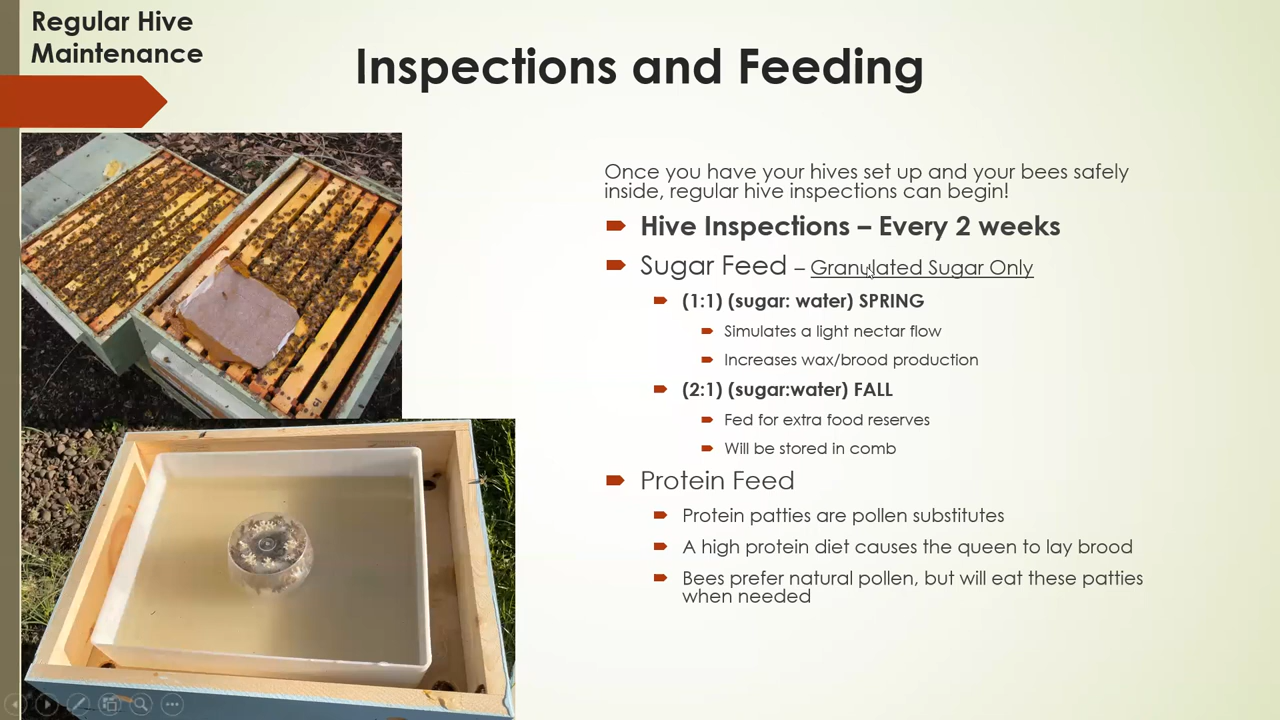 Regular Hive
Maintenance
Inspections and Feeding
Once you have your hives set up and your bees safely
inside, regular hive inspections can begin!
Hive Inspections – Every 2 weeks
Sugar Feed – Granulated Sugar Only
(1:1) (sugar: water) SPRING
Simulates a light nectar flow
Increases wax/brood production
(2:1) (sugar:water) FALL
Fed for extra food reserves
Will be stored in comb
Protein Feed
Protein patties are pollen substitutes
A high protein diet causes the queen to lay brood
Bees prefer natural pollen, but will eat these patties
when needed